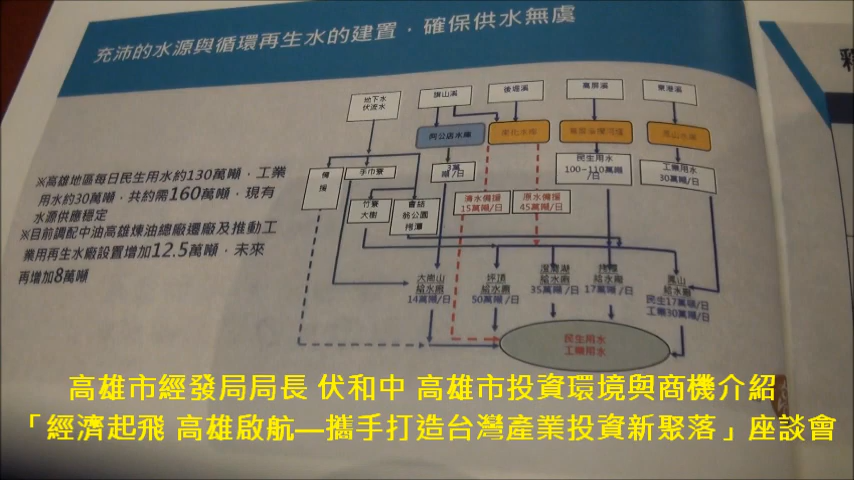 充沛的水源與循環再生水的建置，確保供水無虞
※高雄地區每日民生用水約130萬噸，工業
用水約30萬噸，共約需160萬噸，現有
水源供應穩定
※目前調配中油高雄煉油總廠遷廠及推動工
業用再生水廠設置增加12.5萬噸，未來
再增加8萬噸
地下水
伏流水
旗山溪
後堀溪
高屏溪
東港溪
阿公店水庫
高屏溪攔河堰
鳳山水庫
備
援
手巾寮
3萬
噸/日
民生用水
100~110萬噸
/日
工業用水
30萬噸/日
竹寮
大樹
會結
翁公園
拷潭
清水備援
15萬噸/日
原水備援
45萬噸/日
大崗山
給水廠
14萬噸/日
坪頂
給水廠
50萬噸/日
澄清湖
給水廠
35萬噸/日
拷潭
給水廠
17萬噸/日
鳳山
給水廠
民生17萬噸/日
工業30萬噸/日
民生用水
工業用水
高雄市經發局局長 伏和中 高雄市投資環境與商機介紹
「經濟起飛 高雄啟航—攜手打造台灣產業投資新聚落」座談會